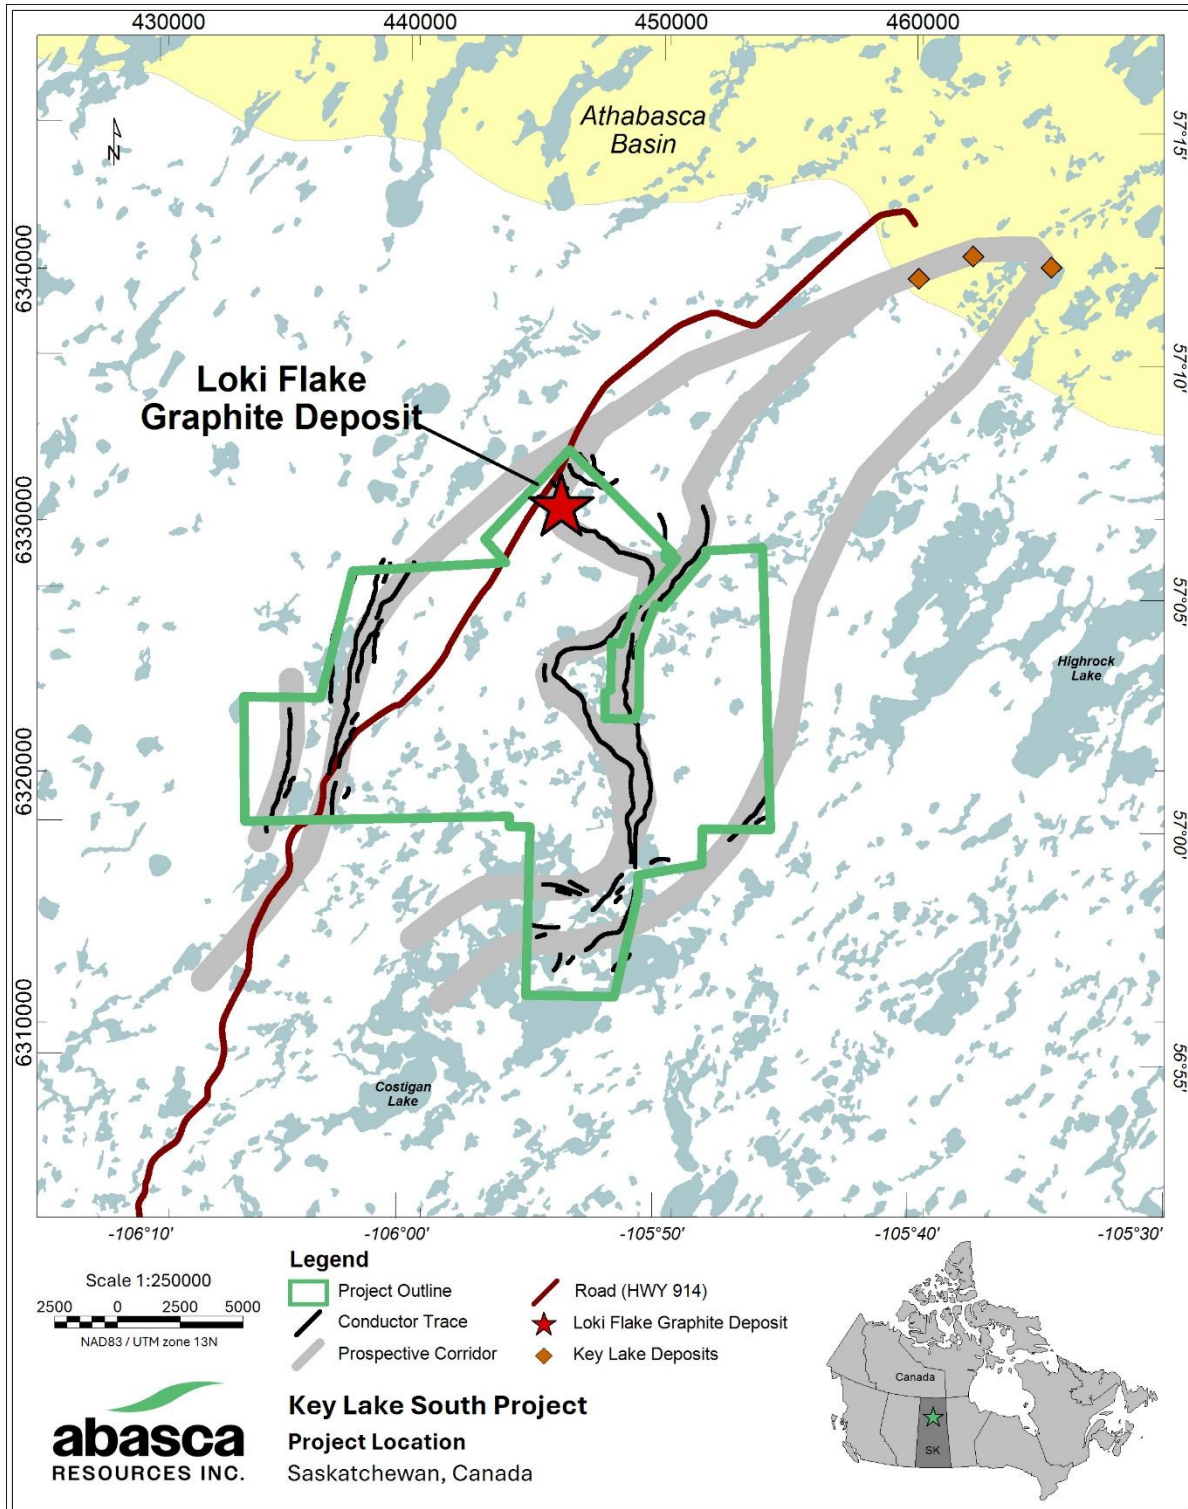 430000
440000
450000
460000
Athabasca
Basin
N
57°15'
6340000
57°10'
Loki Flake
Graphite Deposit
6330000
57°05'
Highrock
Lake
6320000
57°00'
6310000
56°55'
Costigan
Lake
-106°10'
-106°00'
-105°50'
-105°40'
-105°30'
Legend
Scale 1:250000
2500 0 2500 5000
NAD83 / UTM zone 13N
Project Outline
Conductor Trace
Prospective Corridor
Road (HWY 914)
Loki Flake Graphite Deposit
Key Lake Deposits
Canada
SK
abasca
RESOURCES INC.
Key Lake South Project
Project Location
Saskatchewan, Canada